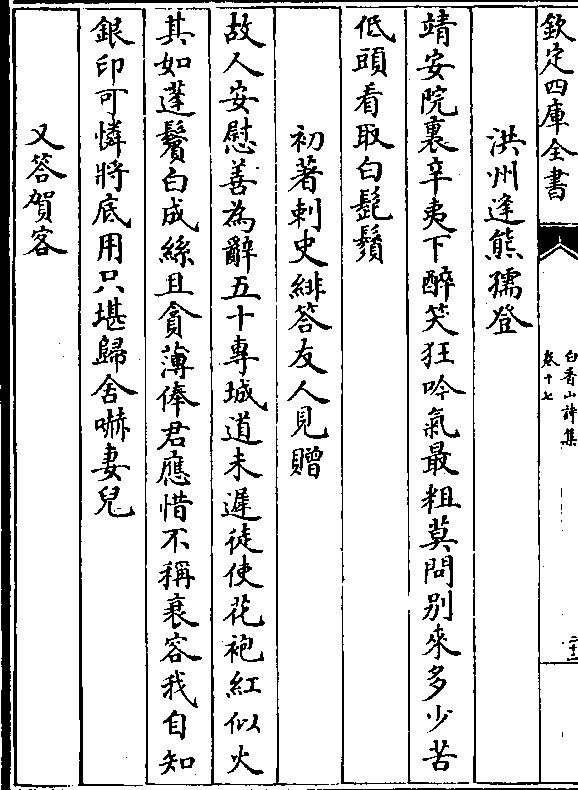 欽定四庫全書
白香山詩集
卷十七
二十二
洪州逢熊孺登
靖安院裏辛夷下醉笑狂吟氣最粗莫問别來多少苦
低頭看取白髭鬚
初著刺史緋答友人見贈
故人安慰善為辭五十專城道未遲徒使花袍紅似火
其如蓬鬢白成絲且貪薄俸君應惜不稱衰容我自知
銀印可憐將底用只堪歸舍嚇妻兒
又答賀客